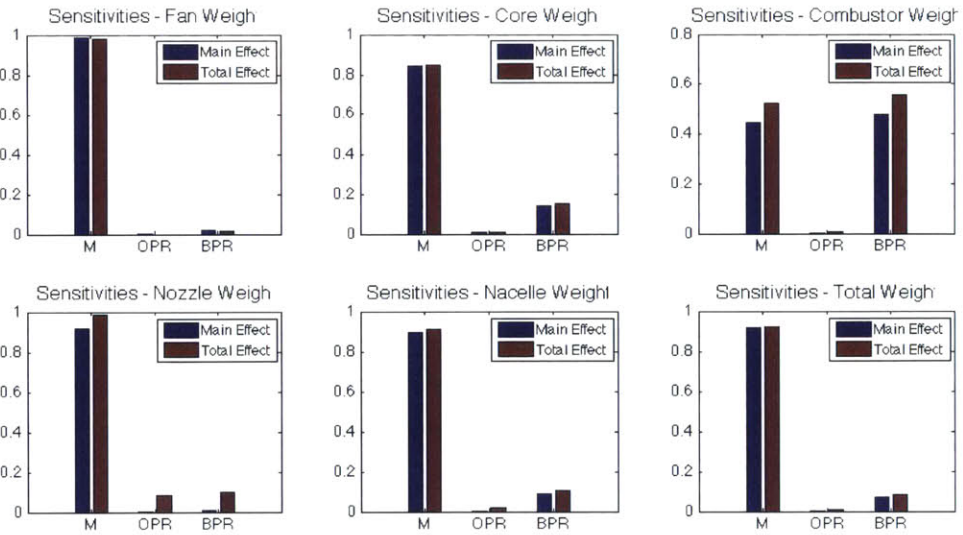 Sensitivities - Fan Weigh
1
0.8
0.6
0.4
0.2
0
Main Effect
Total Effect
M OPR BPR
Sensitivities - Core Weigh
1
0.8
0.6
0.4
0.2
0
Main Effect
Total Effect
M OPR BPR
Sensitivities - Combustor Weigh
0.8
0.6
0.4
0.2
0
Main Effect
Total Effect
M OPR BPR
Sensitivities - Nozzle Weigh
1
0.8
0.6
0.4
0.2
0
Main Effect
Total Effect
M OPR BPR
Sensitivities - Nacelle Weight
1
0.8
0.6
0.4
0.2
0
Main Effect
Total Effect
M OPR BPR
Sensitivities - Total Weigh
1
0.8
0.6
0.4
0.2
0
Main Effect
Total Effect
M OPR BPR